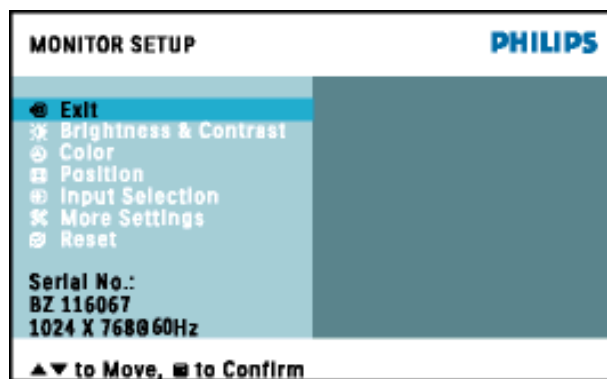 MONITOR SETUP
PHILIPS
Exit
Brightness & Contrast
Color
Position
Input Selection
More Settings
Reset
Serial No.:
BZ 116067
1024 X 768@60Hz
▲▼ to Move, to Confirm